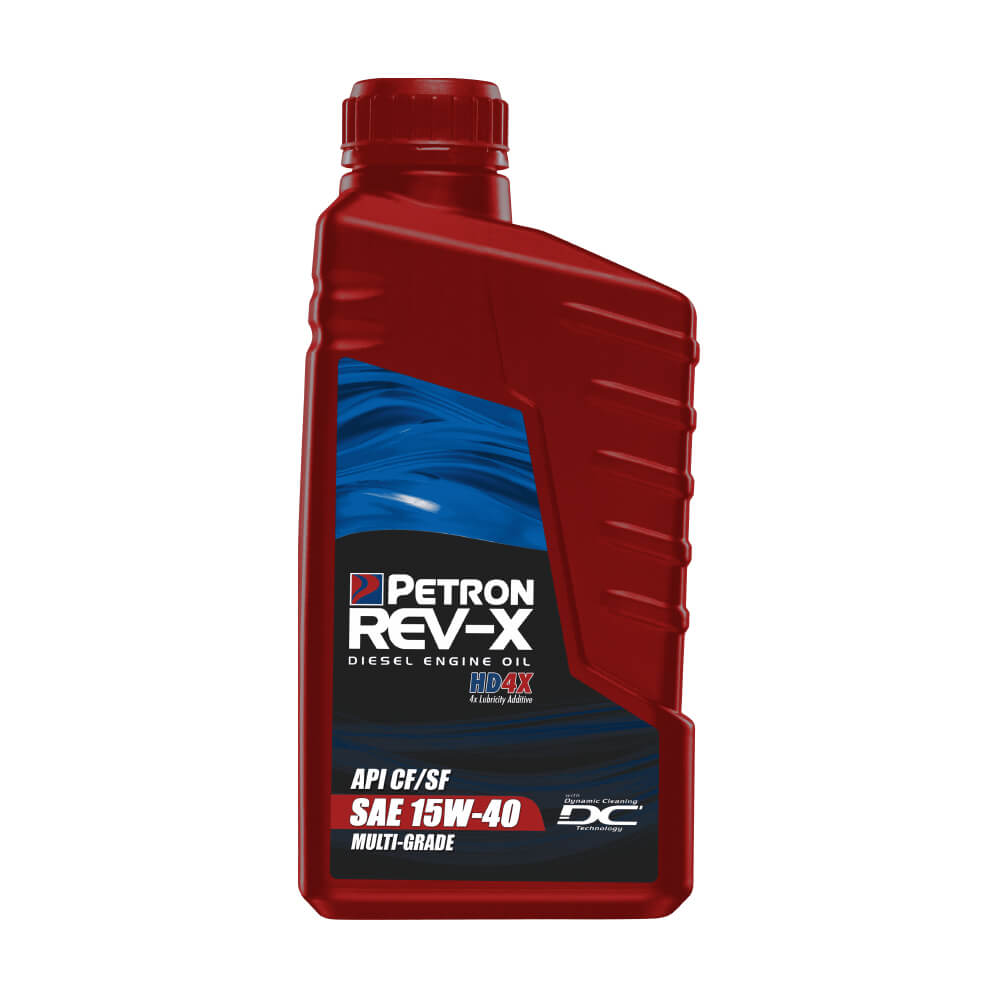 PETRON
REV-X
DIESEL ENGINE OIL
HD4X
4x Lubricity Additive
API CF/SF
SAE 15W-40
MULTI-GRADE
with
Dynamic Cleaning
DC
Technology